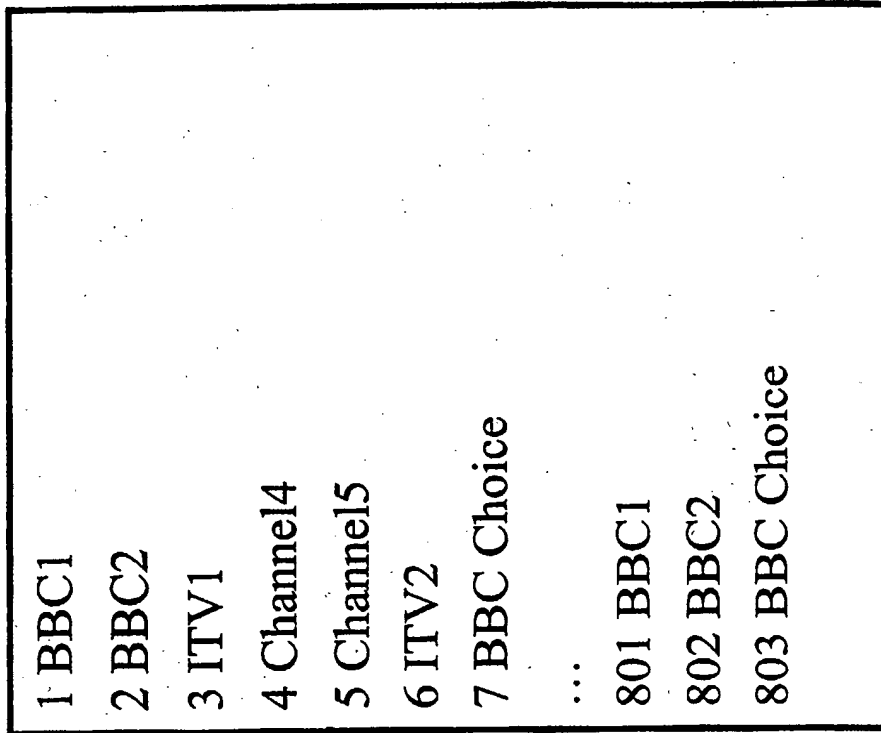 1 BBC1
2 BBC2
3 ITV1
4 Channel4
5 Channel5
6 ITV2
7 BBC Choice
...
801 BBC1
802 BBC2
803 BBC Choice